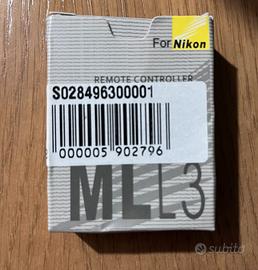 For Nikon
REMOTE CONTROLLER
S028496300001
000005 902796
ML L3
subito